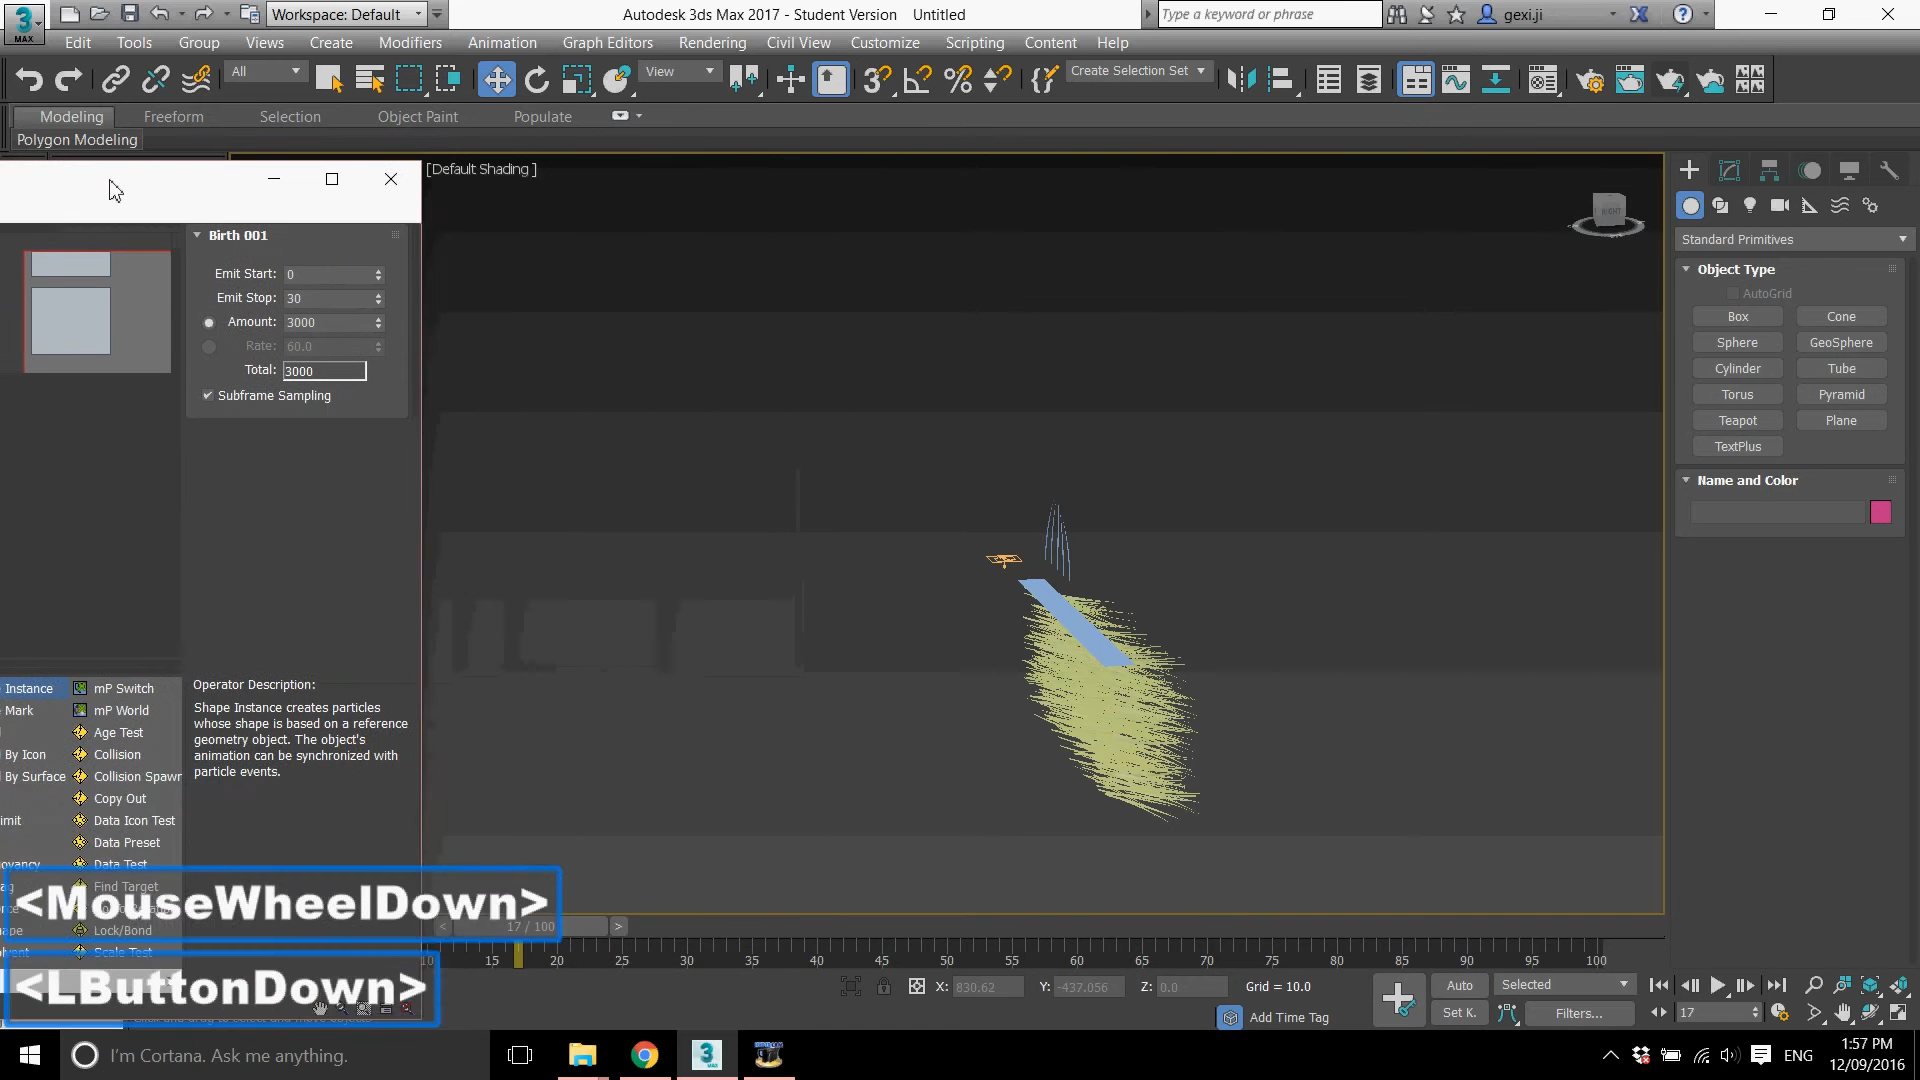 3
MAX
Workspace: Default
Autodesk 3ds Max 2017 - Student Version    Untitled
Type a keyword or phrase
gexi.ji
Edit Tools Group Views Create Modifiers Animation Graph Editors Rendering Civil View Customize Scripting Content Help
All
View
Create Selection Set
Modeling Freeform Selection Object Paint Populate
Polygon Modeling
[Default Shading ]
RIGHT
Birth 001
Emit Start: 0
Emit Stop: 30
Amount: 3000
Rate: 60.0
Total: 3000
Subframe Sampling
Standard Primitives
Object Type
AutoGrid
Box Cone
Sphere GeoSphere
Cylinder Tube
Torus Pyramid
Teapot Plane
TextPlus
Name and Color
Operator Description:
Shape Instance creates particles
whose shape is based on a reference
geometry object. The object's
animation can be synchronized with
particle events.
Instance mP Switch
Mark mP World
Age Test
By Icon Collision
By Surface Collision Spawn
Copy Out
imit Data Icon Test
Data Preset
Data Test
Find Target
Lock/Bond
Scale Test
<MouseWheelDown>
<LButtonDown>
< 17 / 100 >
10 15 20 25 30 35 40 45 50 55 60 65 70 75 80 85 90 95 100
X: 830.62 Y: -437.056 Z: 0.0 Grid = 10.0
Add Time Tag
Auto Selected
Set K. Filters...
17
I'm Cortana. Ask me anything.
ENG
1:57 PM
12/09/2016